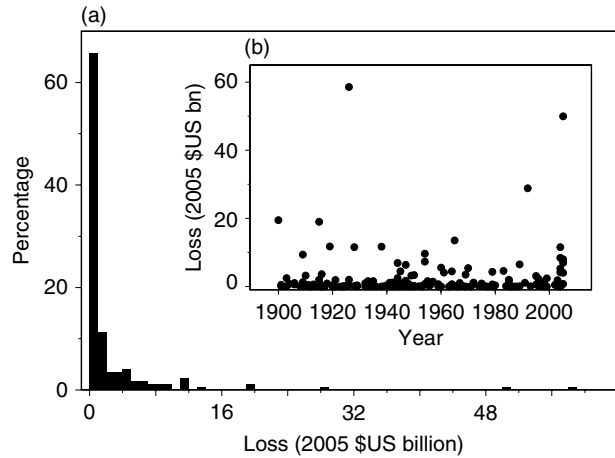 (a)
(b)
60
40
20
0
Percentage
60
40
20
0
Loss (2005 $US bn)
1900 1920 1940 1960 1980 2000
Year
0 16 32 48
Loss (2005 $US billion)